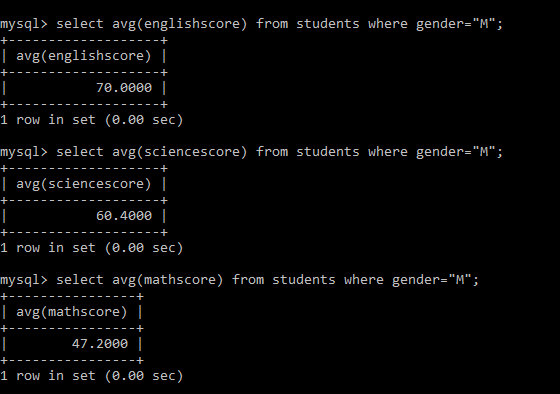 mysql> select avg(englishscore) from students where gender="M";
+-------------------+
| avg(englishscore) |
+-------------------+
|           70.0000 |
+-------------------+
1 row in set (0.00 sec)
mysql> select avg(sciencescore) from students where gender="M";
+-------------------+
| avg(sciencescore) |
+-------------------+
|           60.4000 |
+-------------------+
1 row in set (0.00 sec)
mysql> select avg(mathscore) from students where gender="M";
+----------------+
| avg(mathscore) |
+----------------+
|        47.2000 |
+----------------+
1 row in set (0.00 sec)